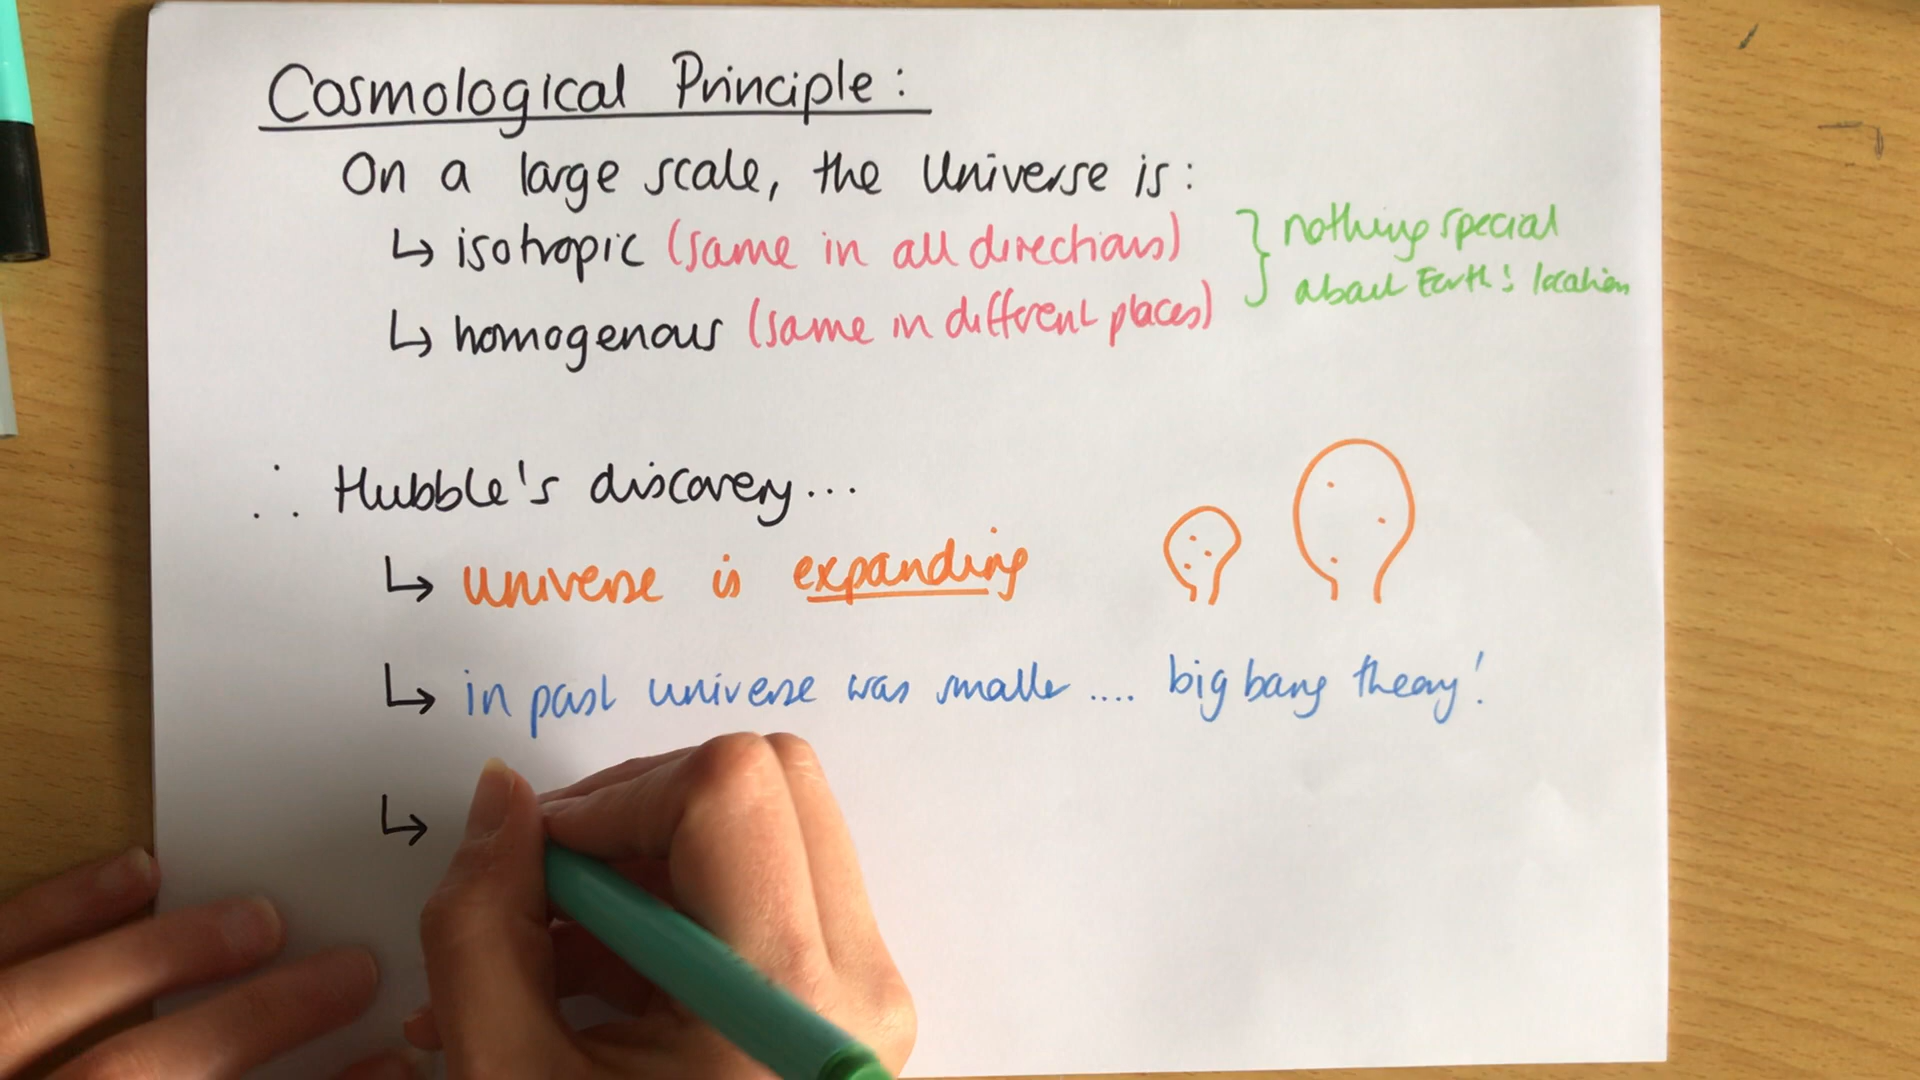 Cosmological Principle:
On a large scale, the Universe is:
↳ isotropic (same in all directions)
↳ homogenous (same in different places)
} nothing special
about Earth's location
∴ Hubble's discovery...
↳ universe is expanding
↳ in past universe was smaller .... big bang theory!
↳